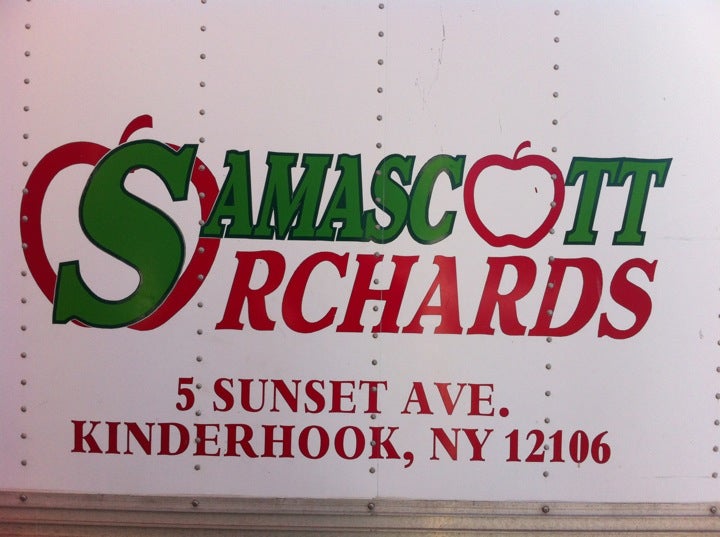 SAMASCOTT
ORCHARDS
5 SUNSET AVE.
KINDERHOOK, NY 12106